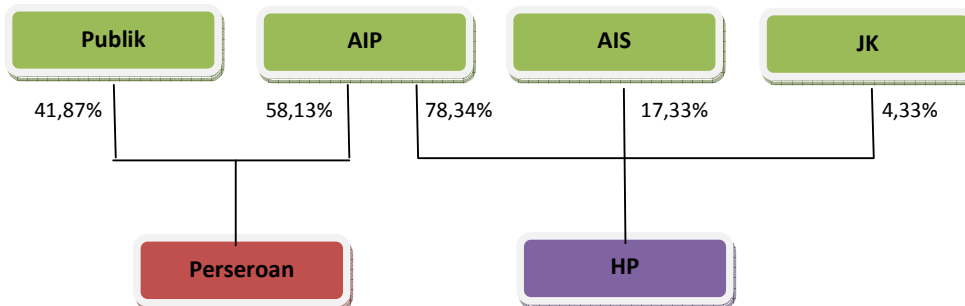 Publik
AIP
AIS
JK
41,87%
58,13%
78,34%
17,33%
4,33%
Perseroan
HP